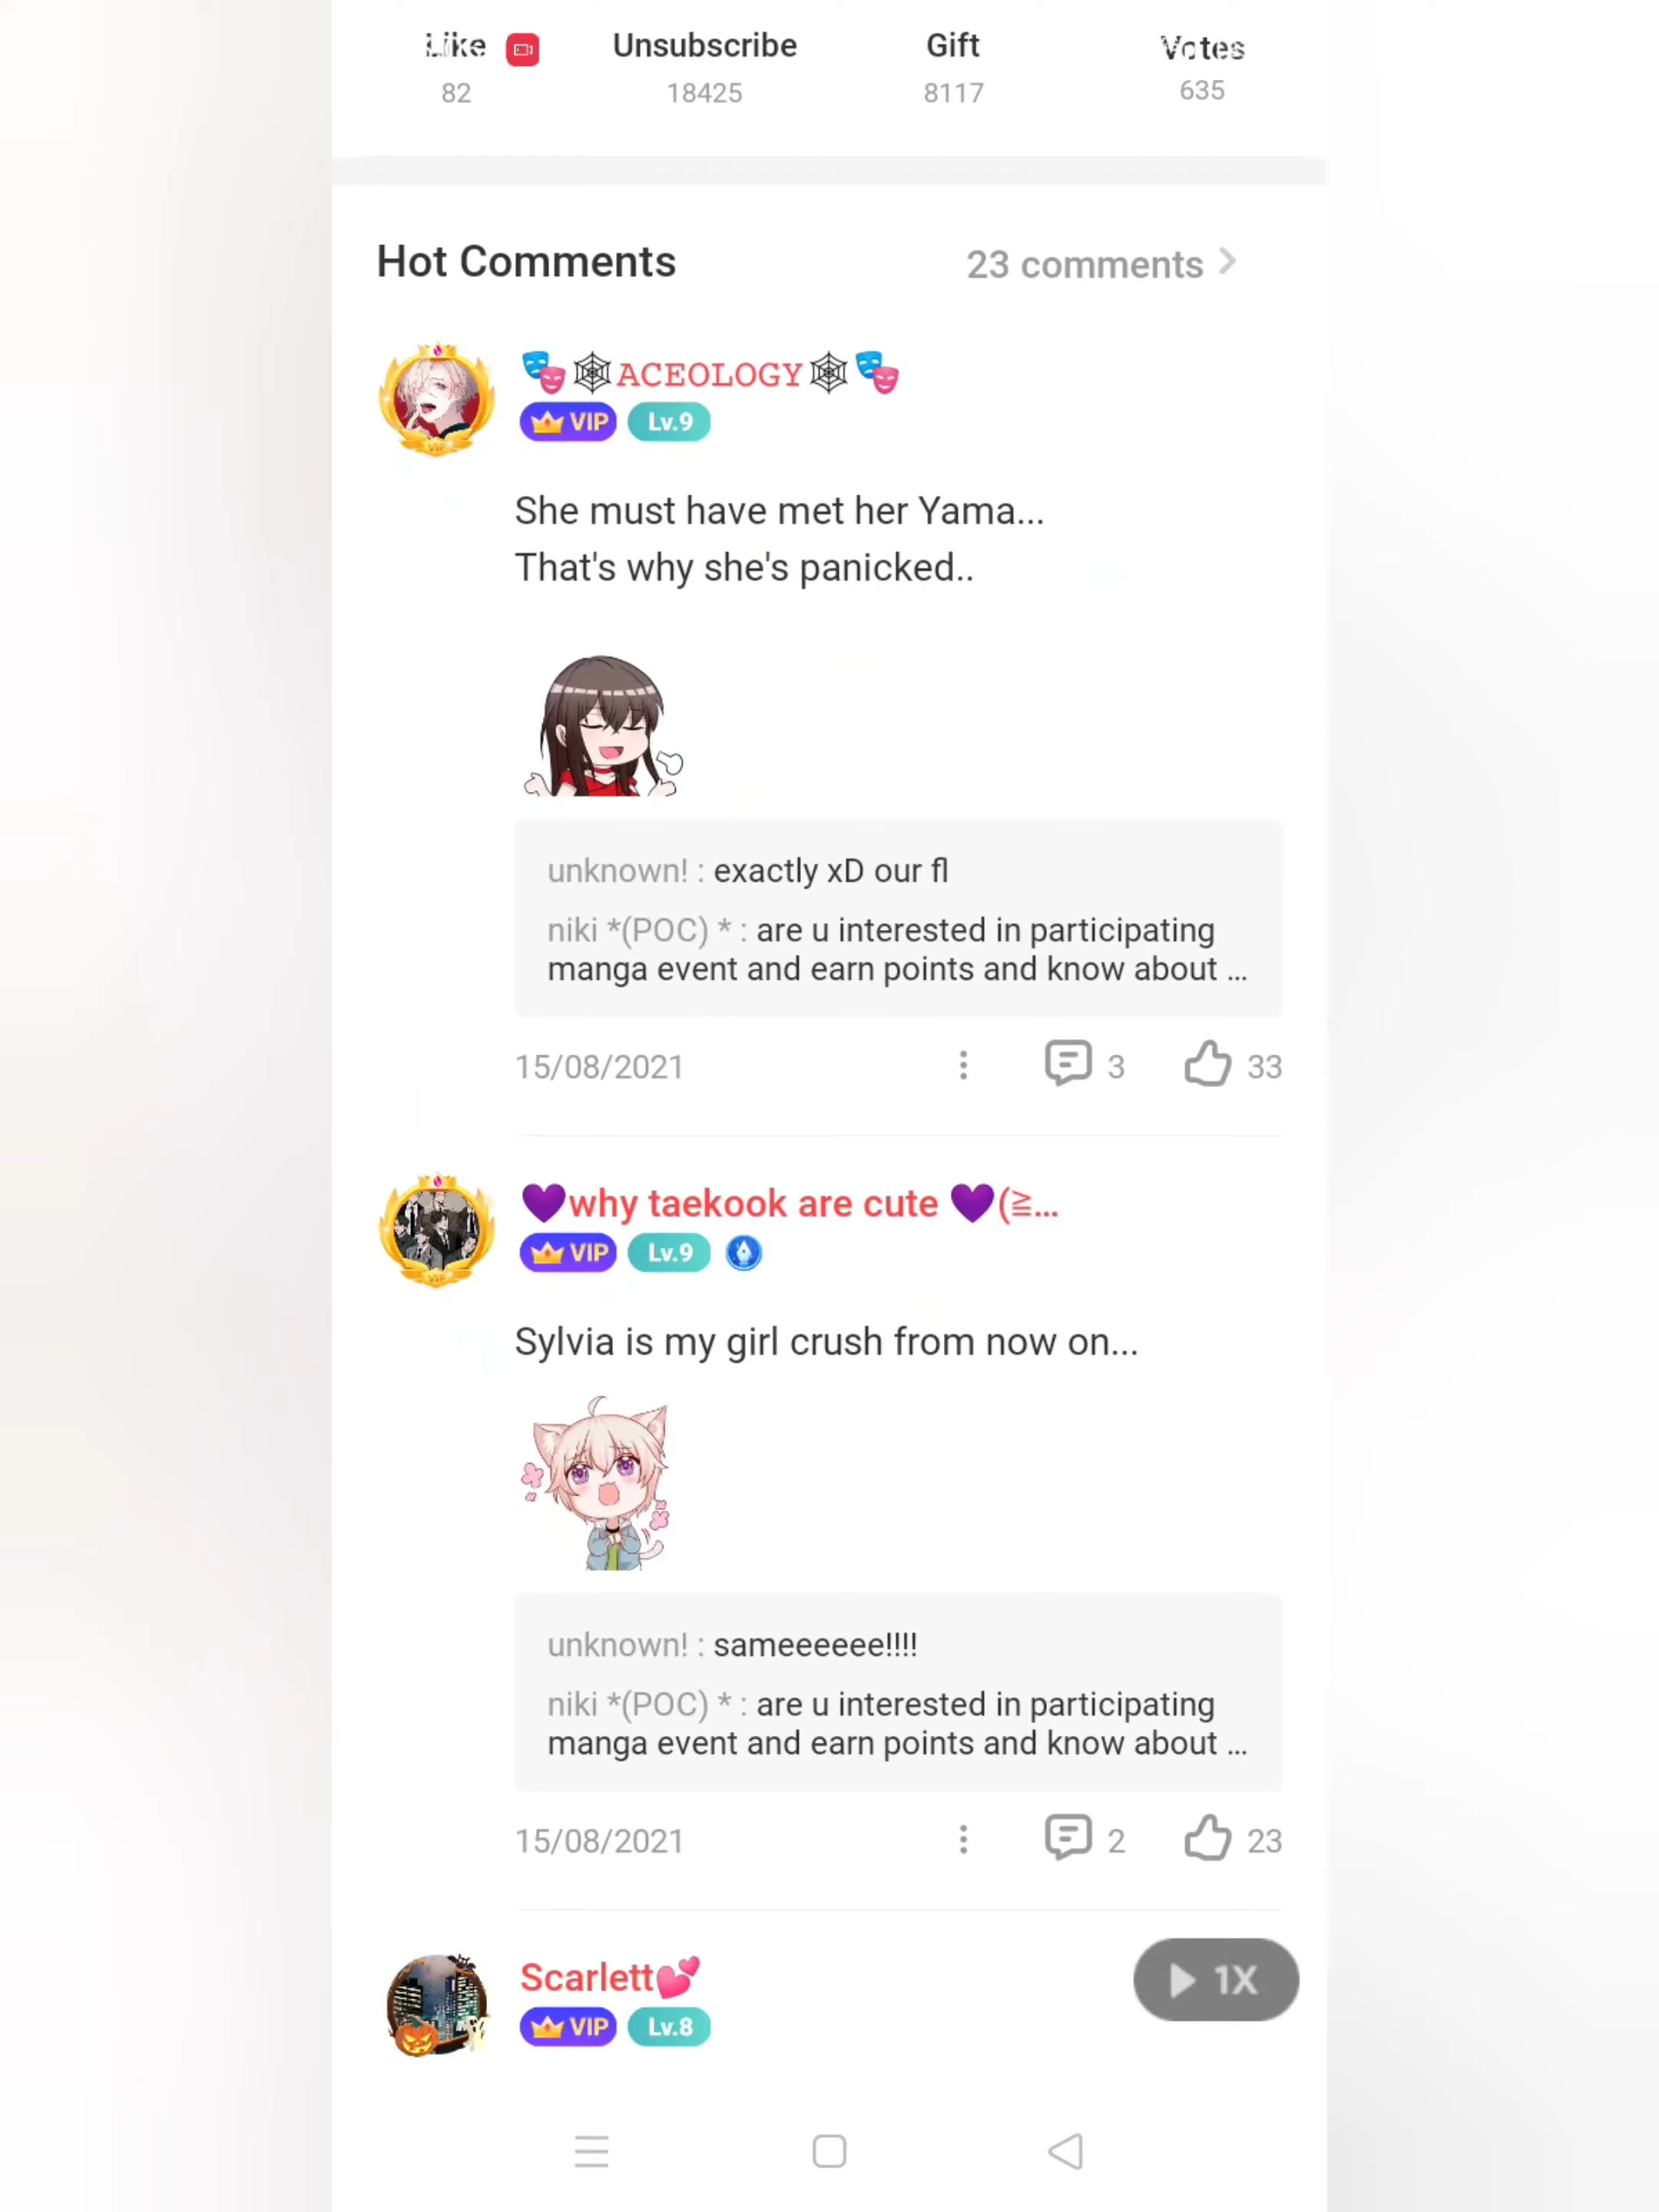 Like Unsubscribe Gift Votes
82 18425 8117 635
Hot Comments 23 comments
🎭🕸ACEOLOGY🕸🎭
VIP Lv.9
She must have met her Yama...
That's why she's panicked..
unknown! : exactly xD our fl
niki *(POC) * : are u interested in participating
manga event and earn points and know about ...
15/08/2021 3 33
💜why taekook are cute 💜(≧...
VIP Lv.9
Sylvia is my girl crush from now on...
unknown! : sameeeeee!!!!
niki *(POC) * : are u interested in participating
manga event and earn points and know about ...
15/08/2021 2 23
Scarlett💕
1X
VIP Lv.8